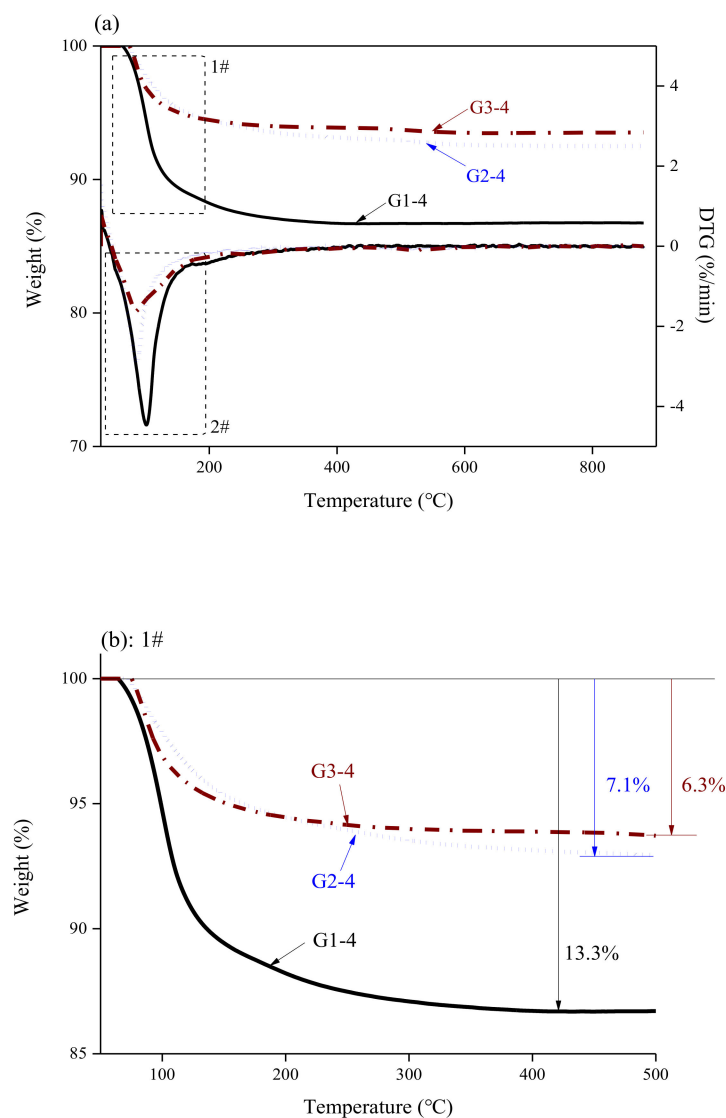 (a)
100
90
80
70
4
2
0
-2
-4
1#
2#
G3-4
G2-4
G1-4
Weight (%)
DTG (%/min)
200
400
600
800
Temperature (℃)
(b): 1#
100
95
90
85
G3-4
G2-4
G1-4
7.1%
6.3%
13.3%
Weight (%)
100
200
300
400
500
Temperature (℃)